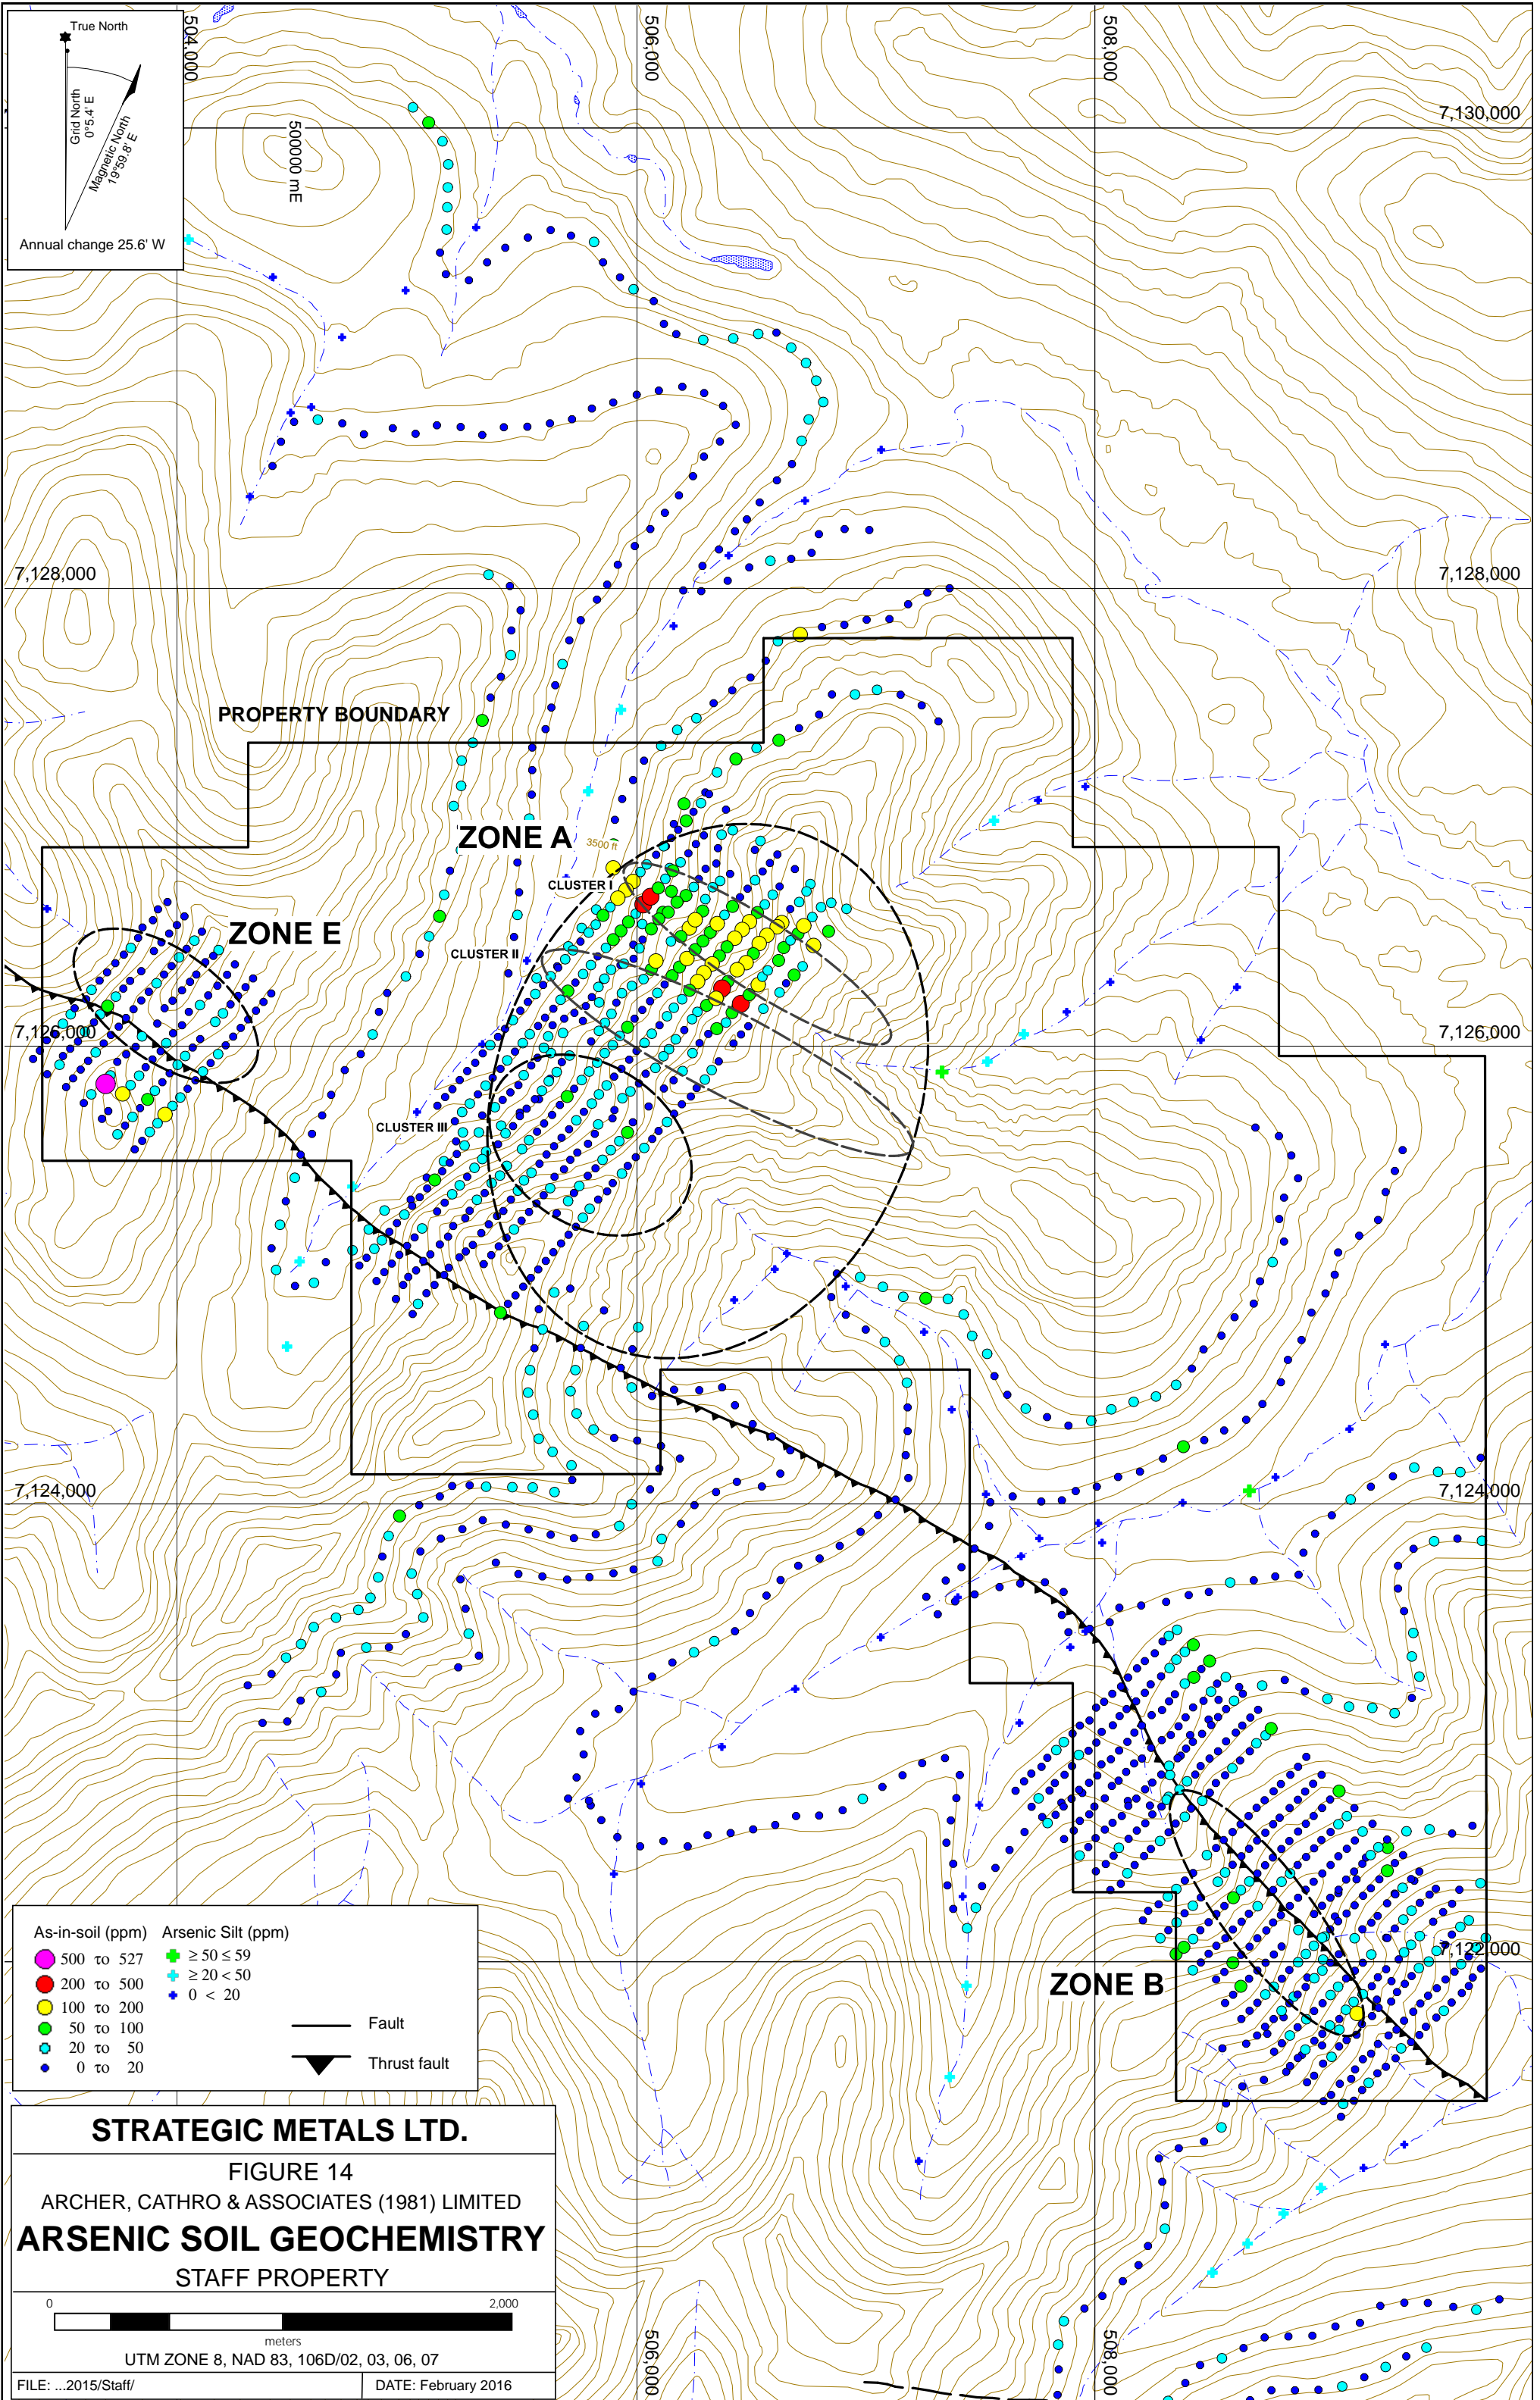 True North
Grid North
0°5.4' E
Magnetic North
19°59.8' E
Annual change 25.6' W
504,000
506,000
508,000
500000 mE
7,130,000
7,128,000
7,128,000
PROPERTY BOUNDARY
ZONE A
3500 ft
CLUSTER I
ZONE E
CLUSTER II
7,126,000
7,126,000
CLUSTER III
7,124,000
7,124,000
7,122,000
ZONE B
As-in-soil (ppm) Arsenic Silt (ppm)
500 to 527 ≥ 50 ≤ 59
200 to 500 ≥ 20 < 50
100 to 200 0 < 20
50 to 100
20 to 50
0 to 20
Fault
Thrust fault
STRATEGIC METALS LTD.
FIGURE 14
ARCHER, CATHRO & ASSOCIATES (1981) LIMITED
ARSENIC SOIL GEOCHEMISTRY
STAFF PROPERTY
0 2,000
meters
UTM ZONE 8, NAD 83, 106D/02, 03, 06, 07
FILE: ...2015/Staff/ DATE: February 2016
506,000
508,000